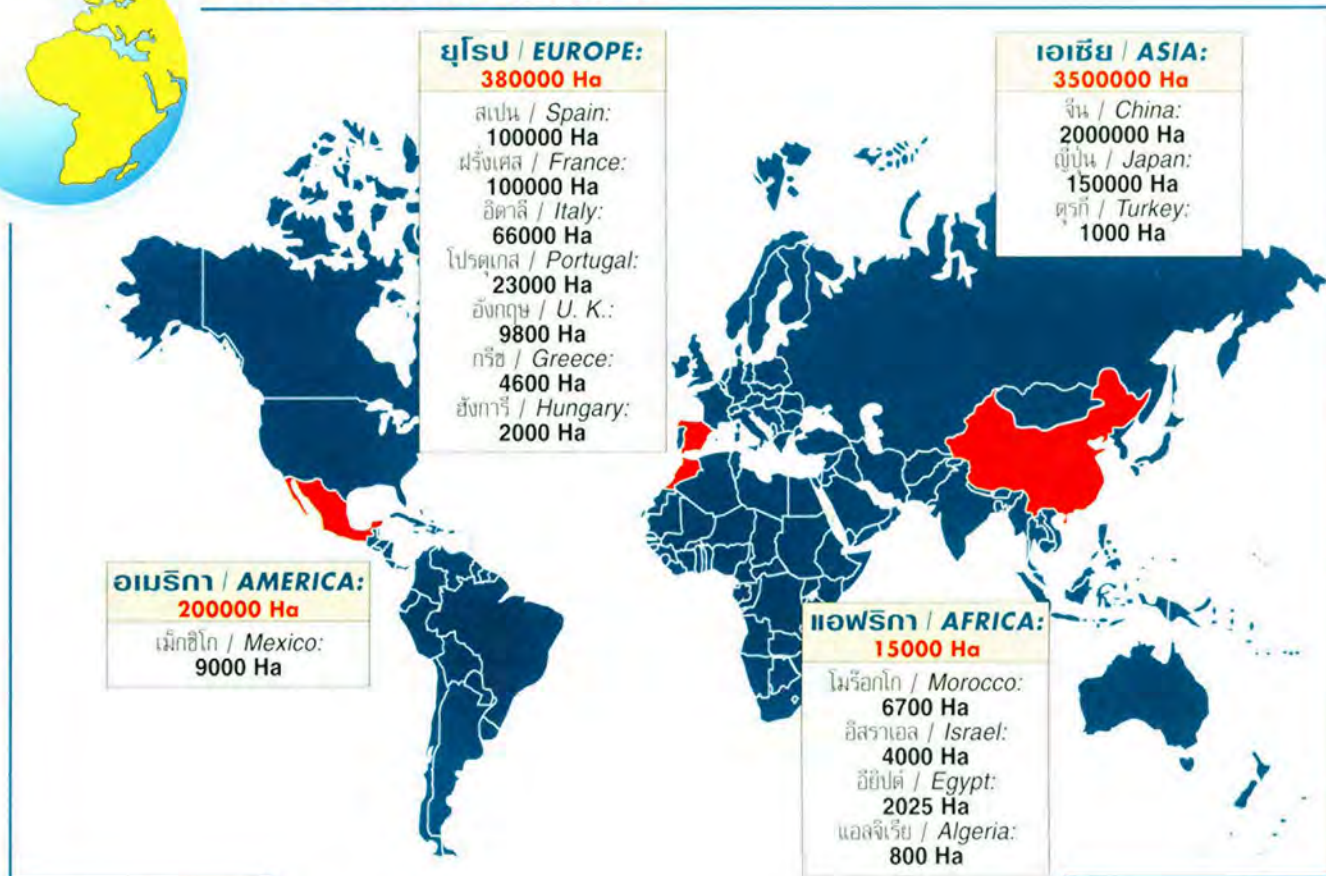 ยุโรป / EUROPE:
380000 Ha
สเปน / Spain:
100000 Ha
ฝรั่งเศส / France:
100000 Ha
อิตาลี / Italy:
66000 Ha
โปรตุเกส / Portugal:
23000 Ha
อังกฤษ / U. K.:
9800 Ha
กรีซ / Greece:
4600 Ha
ฮังการี / Hungary:
2000 Ha
เอเซีย / ASIA:
3500000 Ha
จีน / China:
2000000 Ha
ญี่ปุ่น / Japan:
150000 Ha
ตุรกี / Turkey:
1000 Ha
อเมริกา / AMERICA:
200000 Ha
เม็กซิโก / Mexico:
9000 Ha
แอฟริกา / AFRICA:
15000 Ha
โมร็อกโก / Morocco:
6700 Ha
อิสราเอล / Israel:
4000 Ha
อียิปต์ / Egypt:
2025 Ha
แอลจิเรีย / Algeria:
800 Ha